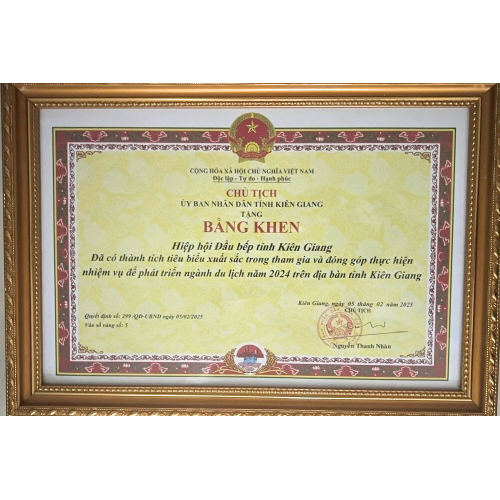 CỘNG HÒA XÃ HỘI CHỦ NGHĨA VIỆT NAM
Độc lập - Tự do - Hạnh phúc
CHỦ TỊCH
ỦY BAN NHÂN DÂN TỈNH KIÊN GIANG
TẶNG
BẰNG KHEN
Hiệp hội Đầu bếp tỉnh Kiên Giang
Đã có thành tích tiêu biểu xuất sắc trong tham gia và đóng góp thực hiện
nhiệm vụ để phát triển ngành du lịch năm 2024 trên địa bàn tỉnh Kiên Giang
Kiên Giang, ngày 05 tháng 02 năm 2025
CHỦ TỊCH
Quyết định số: 299 /QĐ-UBND ngày 05/02/2025
Vào sổ vàng số: 5
Nguyễn Thanh Nhàn